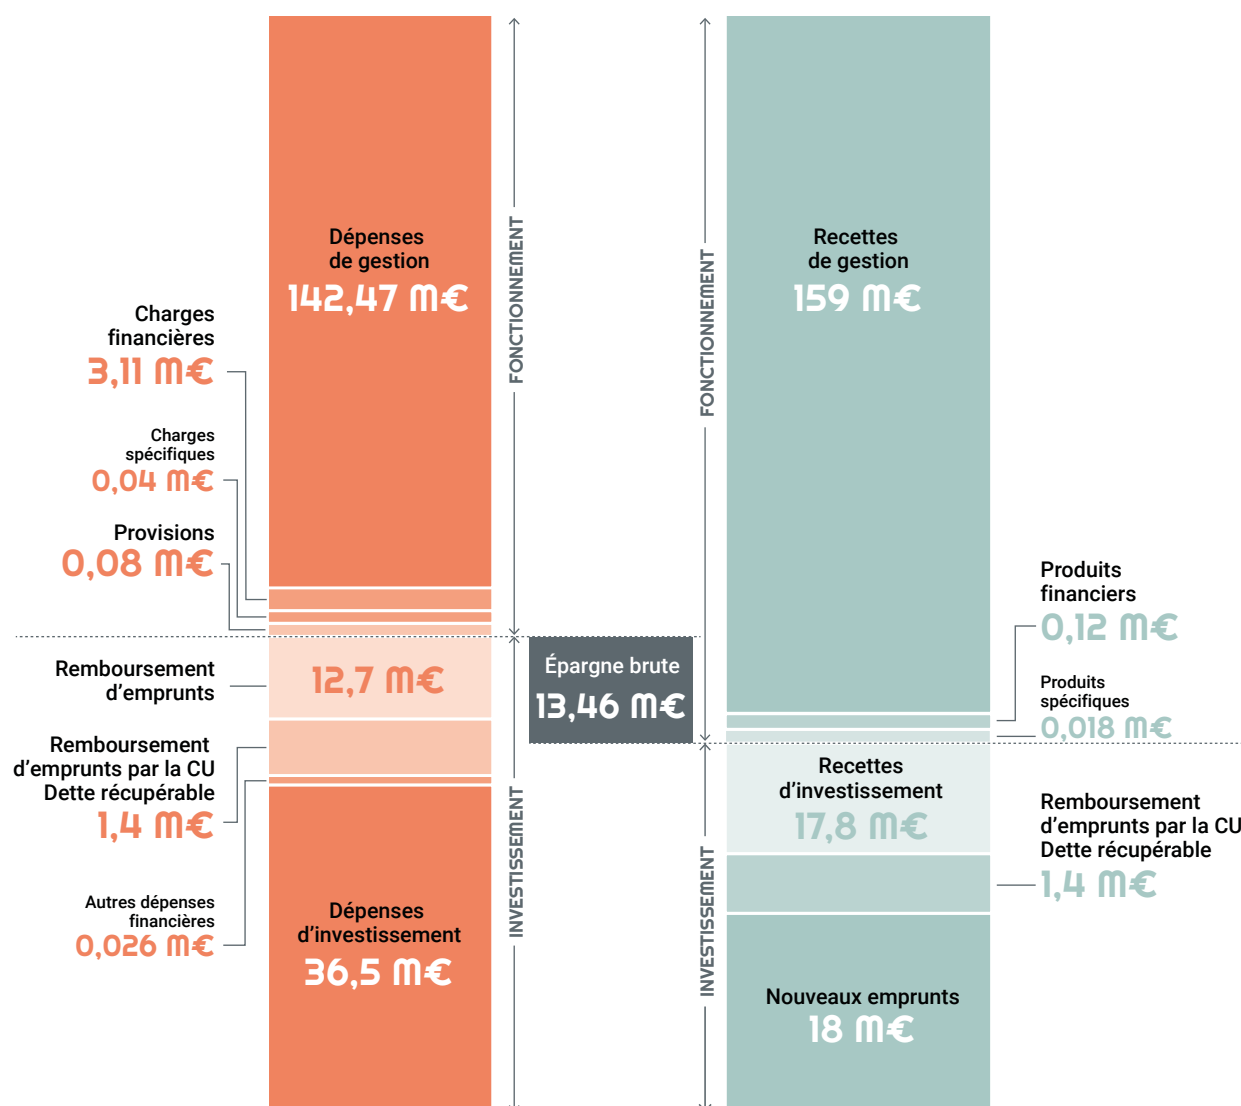 Dépenses
de gestion
142,47 M€
Charges
financières
3,11 M€
Charges
spécifiques
0,04 M€
Provisions
0,08 M€
FONCTIONNEMENT
Remboursement
d'emprunts
12,7 M€
Remboursement
d'emprunts par la CU
Dette récupérable
1,4 M€
Autres dépenses
financières
0,026 M€
Dépenses
d'investissement
36,5 M€
INVESTISSEMENT
Épargne brute
13,46 M€
FONCTIONNEMENT
Recettes
de gestion
159 M€
Produits
financiers
0,12 M€
Produits
spécifiques
0,018 M€
INVESTISSEMENT
Recettes
d'investissement
17,8 M€
Remboursement
d'emprunts par la CU
Dette récupérable
1,4 M€
Nouveaux emprunts
18 M€